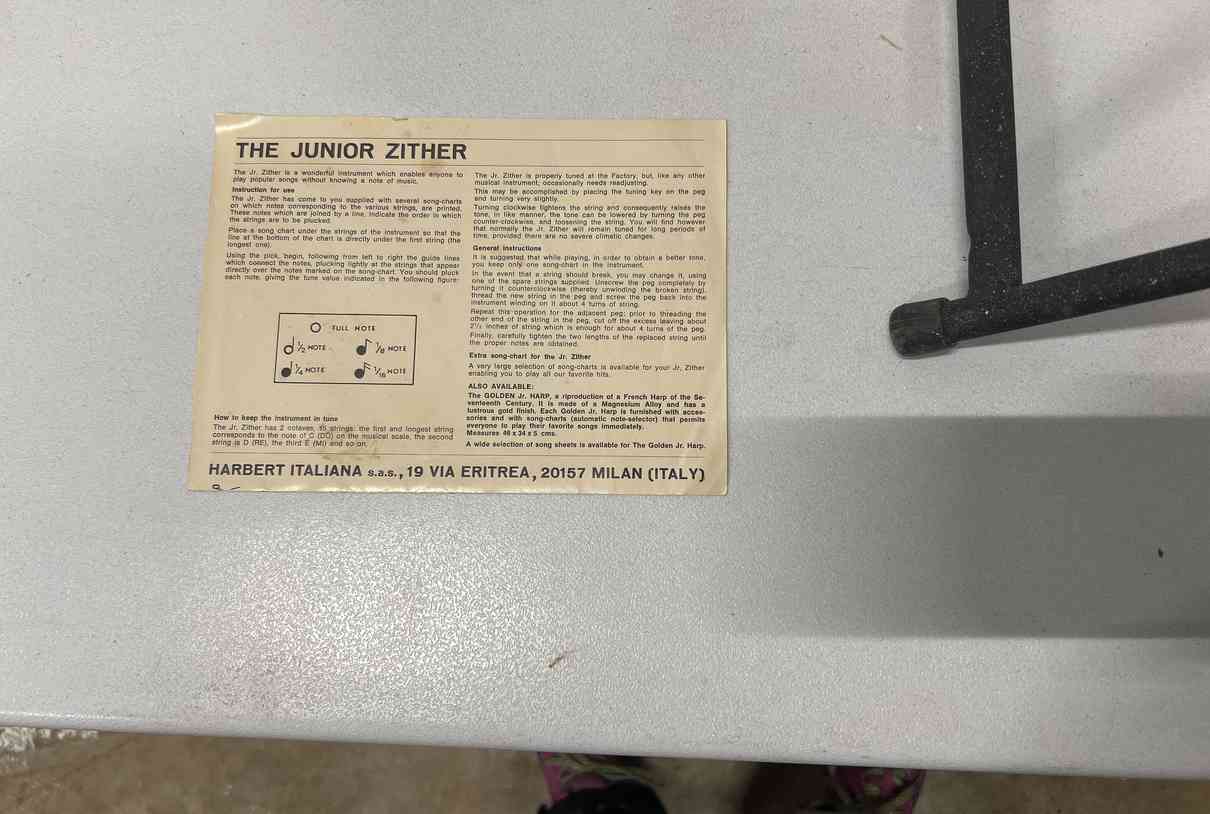 THE JUNIOR ZITHER
The Jr. Zither is a wonderful instrument which enables anyone to
play popular songs without knowing a note of music.
Instruction for use
The Jr. Zither has come to you supplied with several song-charts
on which notes corresponding to the various strings, are printed.
These notes which are joined by a line, indicate the order in which
the strings are to be plucked.
Place a song chart under the strings of the instrument so that the
line at the bottom of the chart is directly under the first string (the
longest one).
Using the pick, begin, following from left to right the guide lines
which connect the notes, plucking lightly at the strings that appear
directly over the notes marked on the song-chart. You should pluck
each note, giving the tune value indicated in the following figure:
FULL NOTE
1/2 NOTE 1/8 NOTE
1/4 NOTE 1/16 NOTE
How to keep the instrument in tone
The Jr. Zither has 2 octaves, 15 strings: the first and longest string
corresponds to the note of C (DO) on the musical scale, the second
string is D (RE), the third E (MI) and so on.
The Jr. Zither is properly tuned at the Factory, but, like any other
musical instrument, occasionally needs readjusting.
This may be accomplished by placing the tuning key on the peg
and turning very slightly.
Turning clockwise tightens the string and consequently raises the
tone, in like manner, the tone can be lowered by turning the peg
counter-clockwise, and loosening the string. You will find however
that normally the Jr. Zither will remain tuned for long periods of
time, provided there are no severe climatic changes.
General instructions
It is suggested that while playing, in order to obtain a better tone,
you keep only one song-chart in the instrument.
In the event that a string should break, you may change it, using
one of the spare strings supplied. Unscrew the peg completely by
turning it counterclockwise (thereby unwinding the broken string),
thread the new string in the peg and screw the peg back into the
instrument winding on it about 4 turns of string.
Repeat this operation for the adjacent peg; prior to threading the
other end of the string in the peg, cut off the excess leaving about
2 1/2 inches of string which is enough for about 4 turns of the peg.
Finally, carefully tighten the two lengths of the replaced string until
the proper notes are obtained.
Extra song-chart for the Jr. Zither
A very large selection of song-charts is available for your Jr. Zither
enabling you to play all our favorite hits.
ALSO AVAILABLE:
The GOLDEN Jr. HARP, a riproduction of a French Harp of the Se-
venteenth Century. It is made of a Magnesium Alloy and has a
lustrous gold finish. Each Golden Jr. Harp is furnished with acces-
sories and with song-charts (automatic note-selector) that permits
everyone to play their favorite songs immediately.
Measures 46 x 34 x 5 cms.
A wide selection of song sheets is available for The Golden Jr. Harp.
HARBERT ITALIANA s.a.s., 19 VIA ERITREA, 20157 MILAN (ITALY)